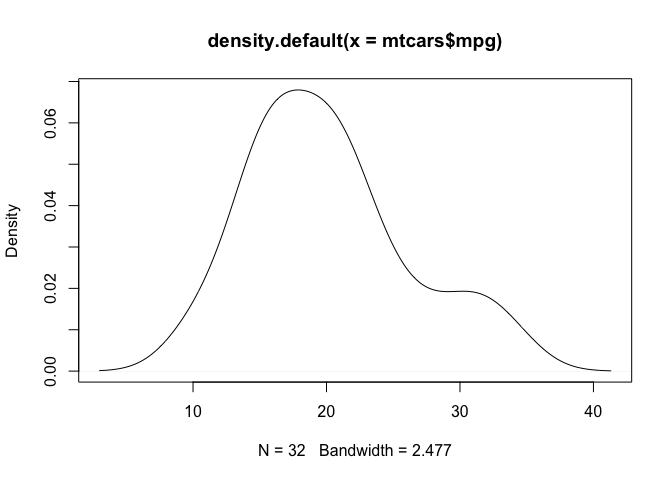 density.default(x = mtcars$mpg)
Density
0.00
0.02
0.04
0.06
10 20 30 40
N = 32 Bandwidth = 2.477